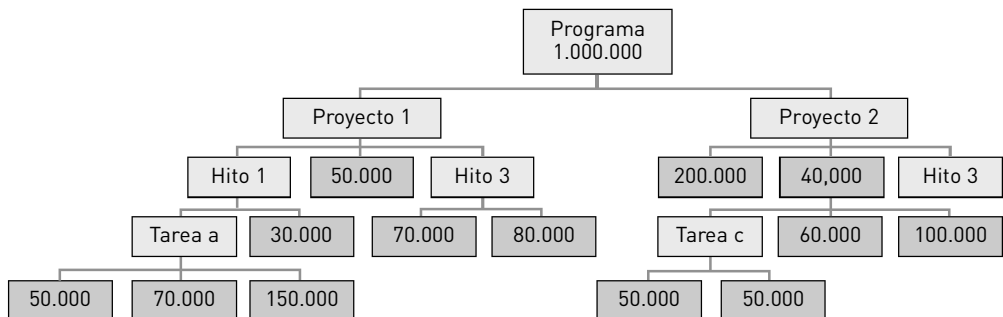 Programa
1.000.000
Proyecto 1
Proyecto 2
Hito 1
50.000
Hito 3
200.000
40,000
Hito 3
Tarea a
30.000
70.000
80.000
Tarea c
60.000
100.000
50.000
70.000
150.000
50.000
50.000